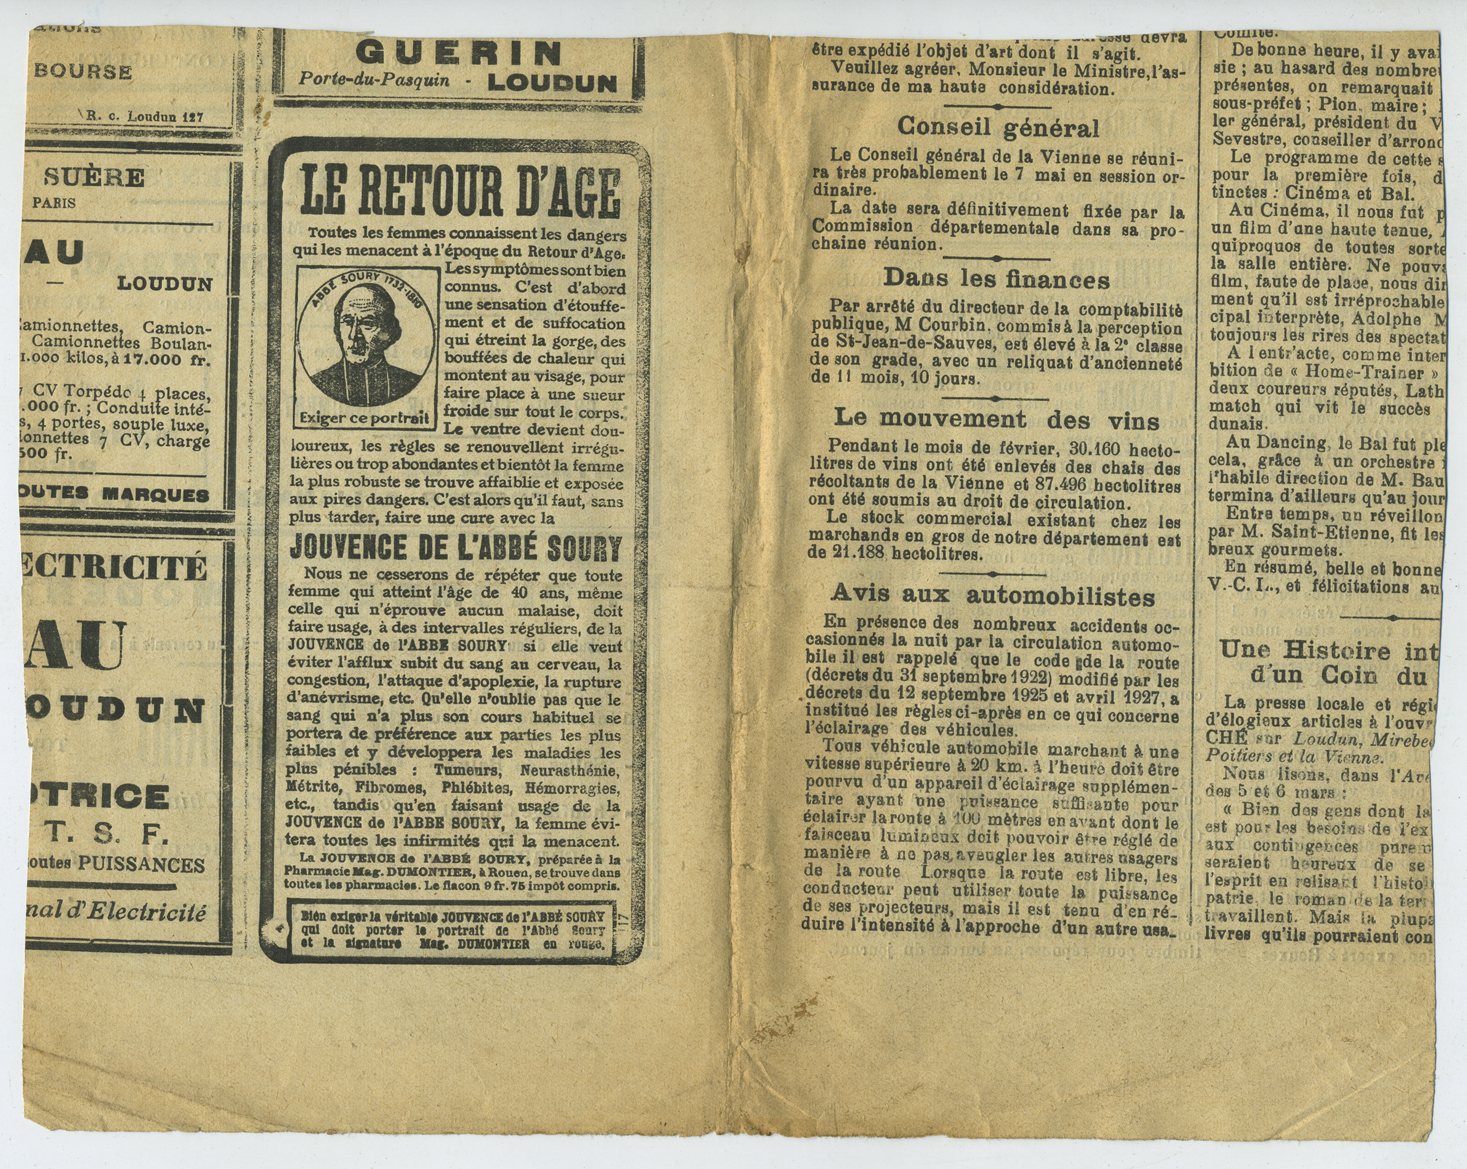 BOURSE
R. c. Loudun 127
SUÈRE
PARIS
AU
— LOUDUN
Camionnettes, Camion-
Camionnettes Boulan-
1.000 kilos, à 17.000 fr.
7 CV Torpédo 4 places,
.000 fr. ; Conduite inté-
s, 4 portes, souple luxe,
ionnettes 7 CV, charge
500 fr.
OUTES MARQUES
ECTRICITÉ
AU
OUDUN
OTRICE
T. S. F.
outes PUISSANCES
nal d'Electricité
GUERIN
Porte-du-Pasquin - LOUDUN
LE RETOUR D'AGE
Toutes les femmes connaissent les dangers
qui les menacent à l'époque du Retour d'Age.
ABBÉ SOURY 1732-1810
Exiger ce portrait
Les symptômes sont bien
connus. C'est d'abord
une sensation d'étouffe-
ment et de suffocation
qui étreint la gorge, des
bouffées de chaleur qui
montent au visage, pour
faire place à une sueur
froide sur tout le corps.
Le ventre devient dou-
loureux, les règles se renouvellent irrégu-
lières ou trop abondantes et bientôt la femme
la plus robuste se trouve affaiblie et exposée
aux pires dangers. C'est alors qu'il faut, sans
plus tarder, faire une cure avec la
JOUVENCE DE L'ABBÉ SOURY
Nous ne cesserons de répéter que toute
femme qui atteint l'âge de 40 ans, même
celle qui n'éprouve aucun malaise, doit
faire usage, à des intervalles réguliers, de la
JOUVENCE de l'ABBÉ SOURY si elle veut
éviter l'afflux subit du sang au cerveau, la
congestion, l'attaque d'apoplexie, la rupture
d'anévrisme, etc. Qu'elle n'oublie pas que le
sang qui n'a plus son cours habituel se
portera de préférence aux parties les plus
faibles et y développera les maladies les
plus pénibles : Tumeurs, Neurasthénie,
Métrite, Fibromes, Phlébites, Hémorragies,
etc., tandis qu'en faisant usage de la
JOUVENCE de l'ABBÉ SOURY, la femme évi-
tera toutes les infirmités qui la menacent.
La JOUVENCE de l'ABBÉ SOURY, préparée à la
Pharmacie Mag. DUMONTIER, à Rouen, se trouve dans
toutes les pharmacies. Le flacon 9 fr. 75 impôt compris.
Bien exiger la véritable JOUVENCE de l'ABBÉ SOURY
qui doit porter le portrait de l'Abbé Soury
et la signature Mag. DUMONTIER en rouge.
117
adresse devra
être expédié l'objet d'art dont il s'agit.
Veuillez agréer, Monsieur le Ministre, l'as-
surance de ma haute considération.
Conseil général
Le Conseil général de la Vienne se réuni-
ra très probablement le 7 mai en session or-
dinaire.
La date sera définitivement fixée par la
Commission départementale dans sa pro-
chaine réunion.
Dans les finances
Par arrêté du directeur de la comptabilité
publique, M Courbin, commis à la perception
de St-Jean-de-Sauves, est élevé à la 2e classe
de son grade, avec un reliquat d'ancienneté
de 11 mois, 10 jours.
Le mouvement des vins
Pendant le mois de février, 30.160 hecto-
litres de vins ont été enlevés des chais des
récoltants de la Vienne et 87.496 hectolitres
ont été soumis au droit de circulation.
Le stock commercial existant chez les
marchands en gros de notre département est
de 21.188 hectolitres.
Avis aux automobilistes
En présence des nombreux accidents oc-
casionnés la nuit par la circulation automo-
bile il est rappelé que le code de la route
(décrets du 31 septembre 1922) modifié par les
décrets du 12 septembre 1925 et avril 1927, a
institué les règles ci-après en ce qui concerne
l'éclairage des véhicules.
Tous véhicule automobile marchant à une
vitesse supérieure à 20 km. à l'heure doit être
pourvu d'un appareil d'éclairage supplémen-
taire ayant une puissance suffisante pour
éclairer la route à 100 mètres en avant dont le
faisceau lumineux doit pouvoir être réglé de
manière à ne pas aveugler les autres usagers
de la route Lorsque la route est libre, les
conducteur peut utiliser toute la puissance
de ses projecteurs, mais il est tenu d'en ré-
duire l'intensité à l'approche d'un autre usa-
Comité.
De bonne heure, il y avai
sie ; au hasard des nombre
présentes, on remarquait
sous-préfet ; Pion, maire ;
ler général, président du V
Sevestre, conseiller d'arrond
Le programme de cette s
pour la première fois, d
tinctes : Cinéma et Bal.
Au Cinéma, il nous fut p
un film d'une haute tenue,
quiproquos de toutes sorte
la salle entière. Ne pouva
film, faute de place, nous dir
ment qu'il est irréprochable
cipal interprète, Adolphe M
toujours les rires des spectat
A l entr'acte, comme inter
bition de « Home-Trainer »
deux coureurs réputés, Lath
match qui vit le succès
dunais.
Au Dancing, le Bal fut ple
cela, grâce à un orchestre
l'habile direction de M. Bau
termina d'ailleurs qu'au jour
Entre temps, un réveillon
par M. Saint-Etienne, fit les
breux gourmets.
En résumé, belle et bonne
V.-C. L., et félicitations au
Une Histoire int
d'un Coin du
La presse locale et régi
d'élogieux articles à l'ouvr
CHÉ sur Loudun, Mirebe
Poitiers et la Vienne.
Nous lisons, dans l'Ave
des 5 et 6 mars :
« Bien des gens dont la
est pour les besoins de l'ex
aux contingences purem
seraient heureux de se
l'esprit en relisant l'histo
patrie, le roman de la terr
travaillent. Mais la plupa
livres qu'ils pourraient con